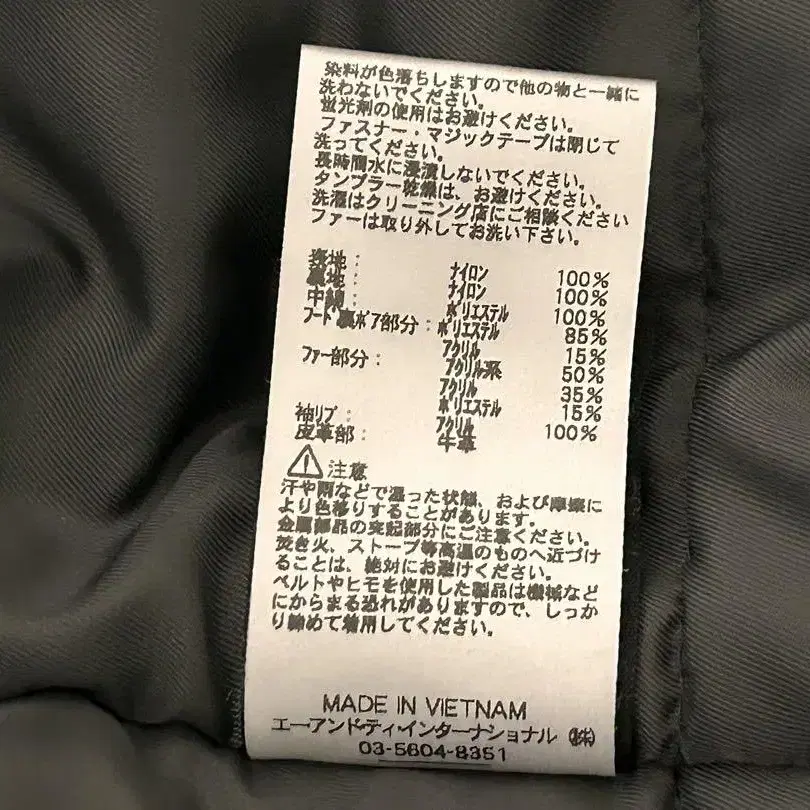 染料が色落ちしますので他の物と一緒に
洗わないでください。
蛍光剤の使用はお避けください。
ファスナー・マジックテープは閉じて
洗ってください。
長時間水に浸漬しないでください。
タンブラー乾燥は、お避けください。
洗濯はクリーニング店にご相談ください
ファーは取り外してお洗い下さい。
表地： ナイロン 100%
裏地： ナイロン 100%
中綿： ポリエステル 100%
フード裏ボア部分： ポリエステル 85%
アクリル 15%
ファー部分： アクリル系 50%
アクリル 35%
ポリエステル 15%
袖リブ： アクリル 100%
皮革部： 牛革
注意
汗や雨などで湿った状態、および摩擦に
より色移りすることがあります。
金属部品の突起部分にご注意ください。
焚き火、ストーブ等高温のものへ近づけ
ることは、絶対にお避けください。
ベルトやヒモを使用した製品は機械など
にからまる恐れがありますので、しっか
り締めて着用してください。
MADE IN VIETNAM
エー・アンド・ティ・インターナショナル ㈱
03-5604-8351